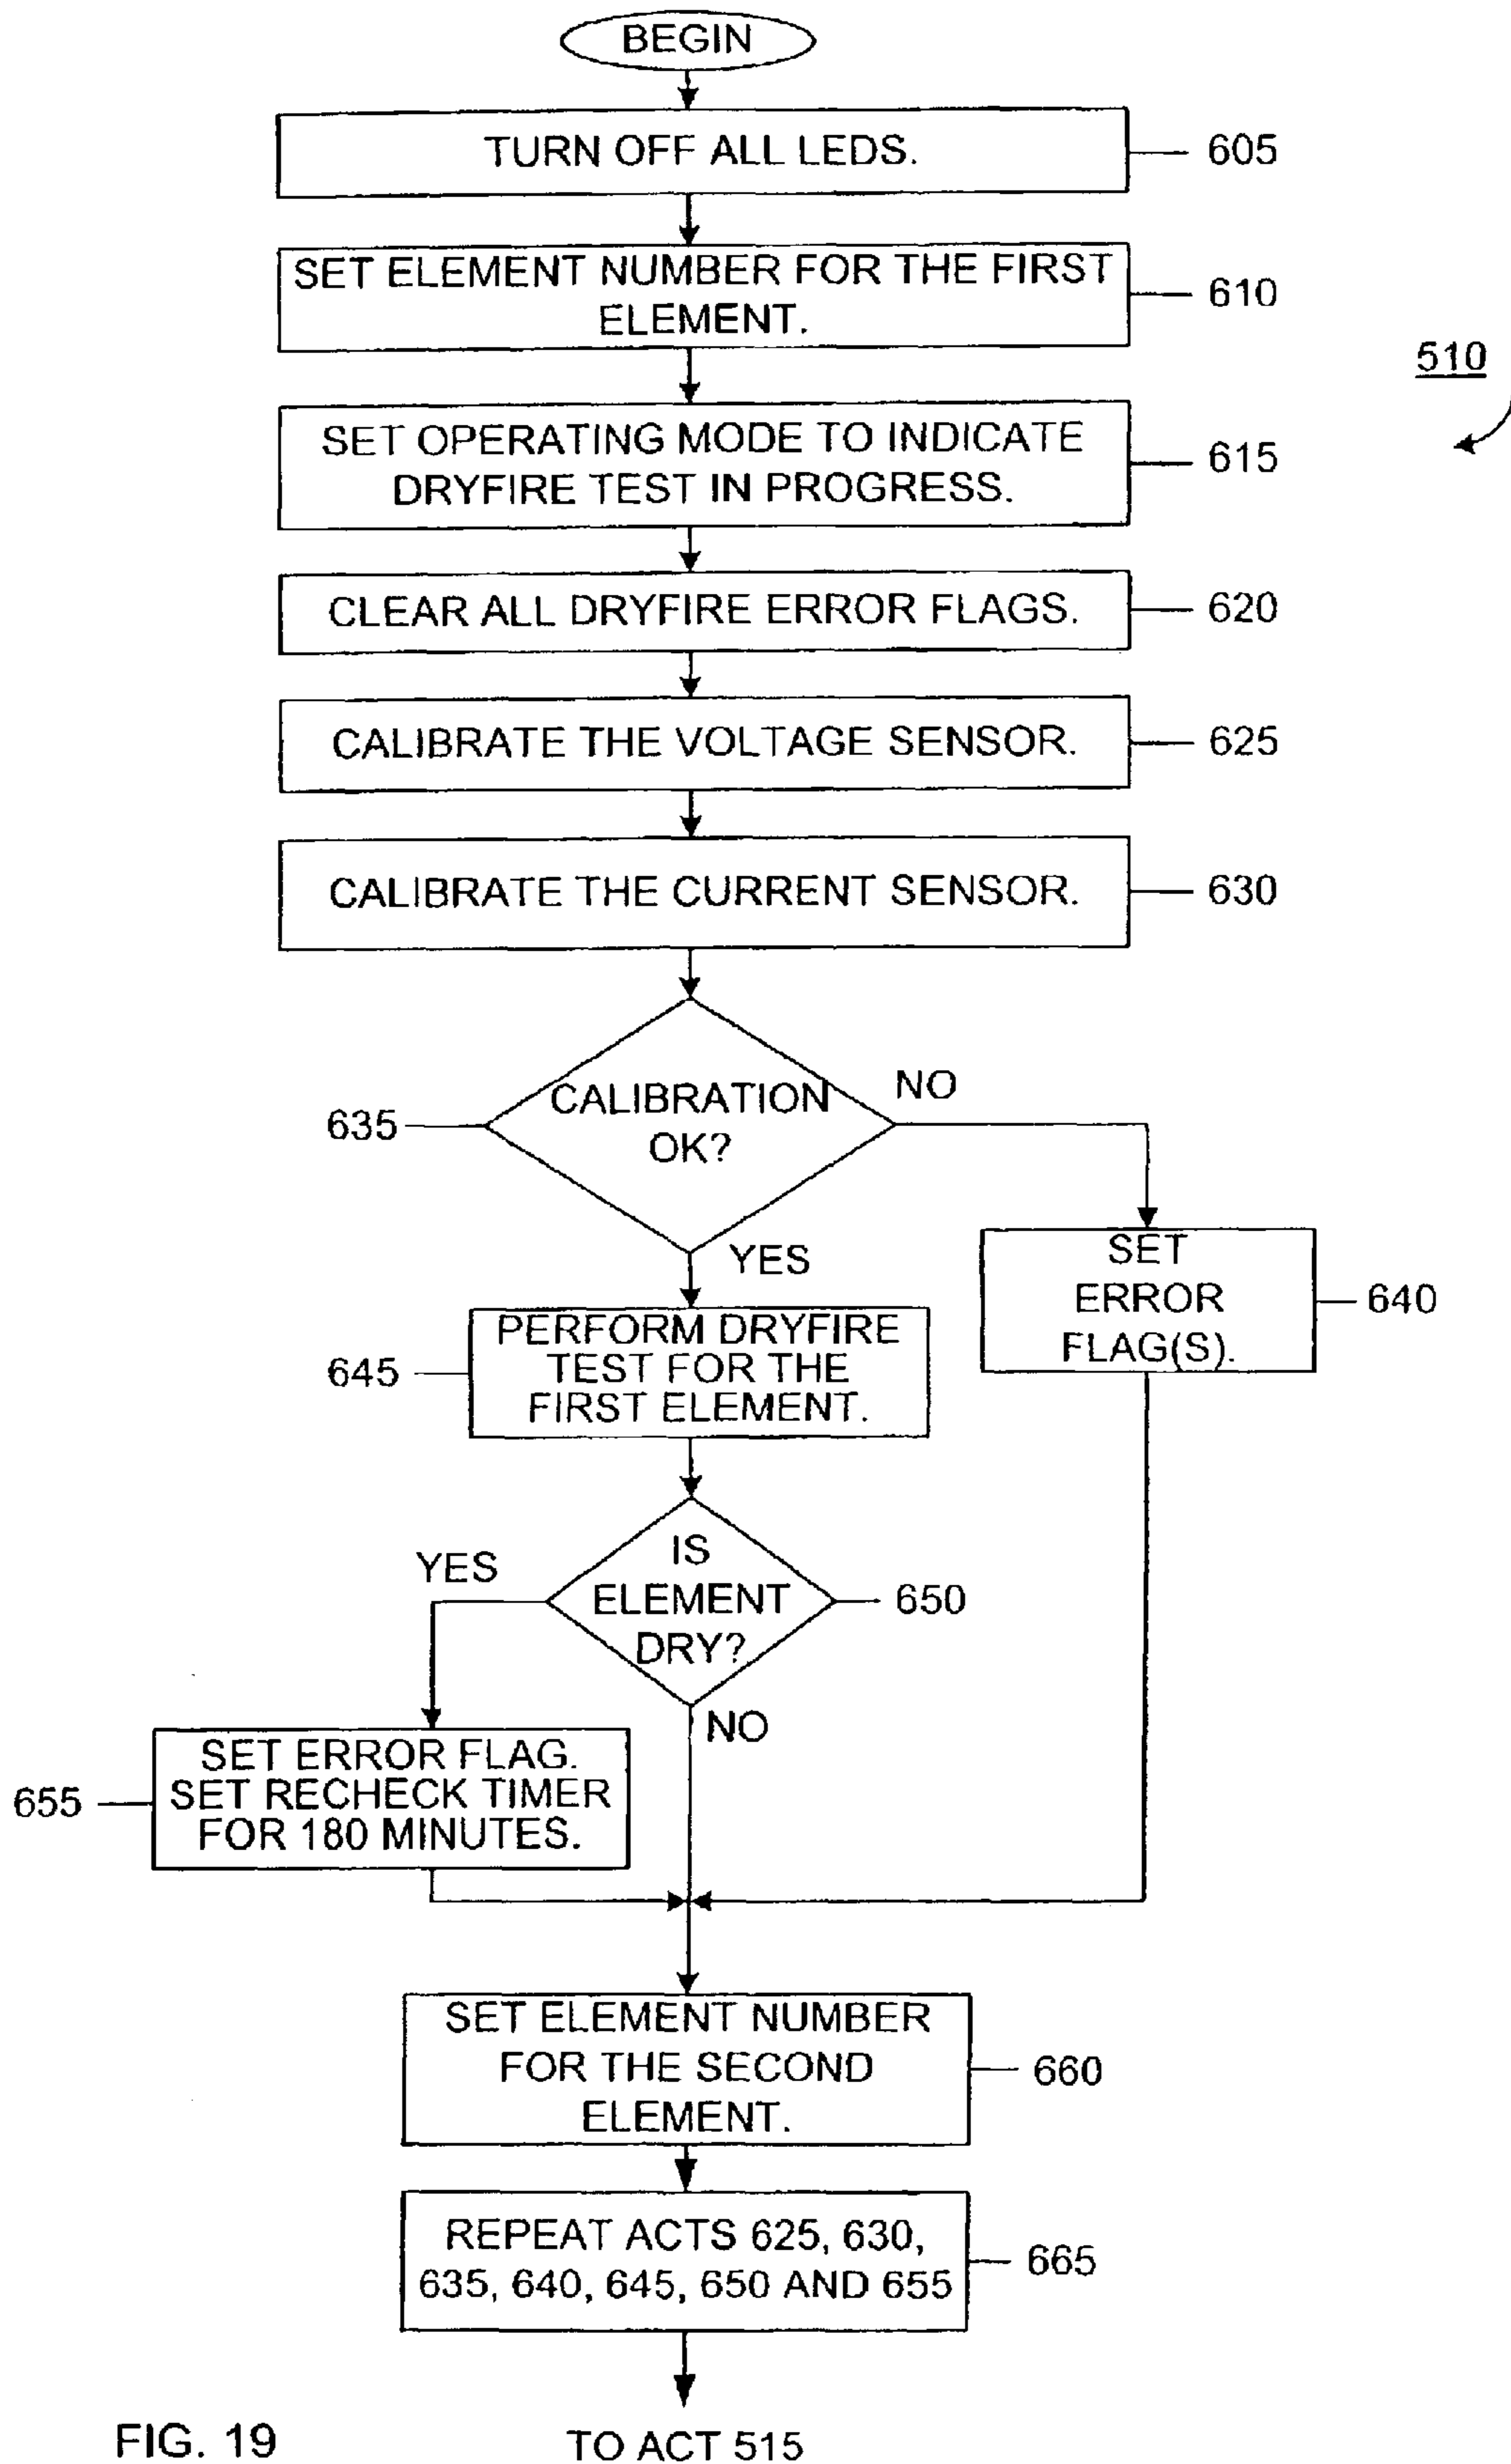 BEGIN
TURN OFF ALL LEDS.
605
SET ELEMENT NUMBER FOR THE FIRST
ELEMENT.
610
510
SET OPERATING MODE TO INDICATE
DRYFIRE TEST IN PROGRESS.
615
CLEAR ALL DRYFIRE ERROR FLAGS.
620
CALIBRATE THE VOLTAGE SENSOR.
625
CALIBRATE THE CURRENT SENSOR.
630
635
CALIBRATION
OK?
NO
YES
SET
ERROR
FLAG(S).
640
645
PERFORM DRYFIRE
TEST FOR THE
FIRST ELEMENT.
YES
IS
ELEMENT
DRY?
650
NO
655
SET ERROR FLAG.
SET RECHECK TIMER
FOR 180 MINUTES.
SET ELEMENT NUMBER
FOR THE SECOND
ELEMENT.
660
REPEAT ACTS 625, 630,
635, 640, 645, 650 AND 655
665
FIG. 19
TO ACT 515